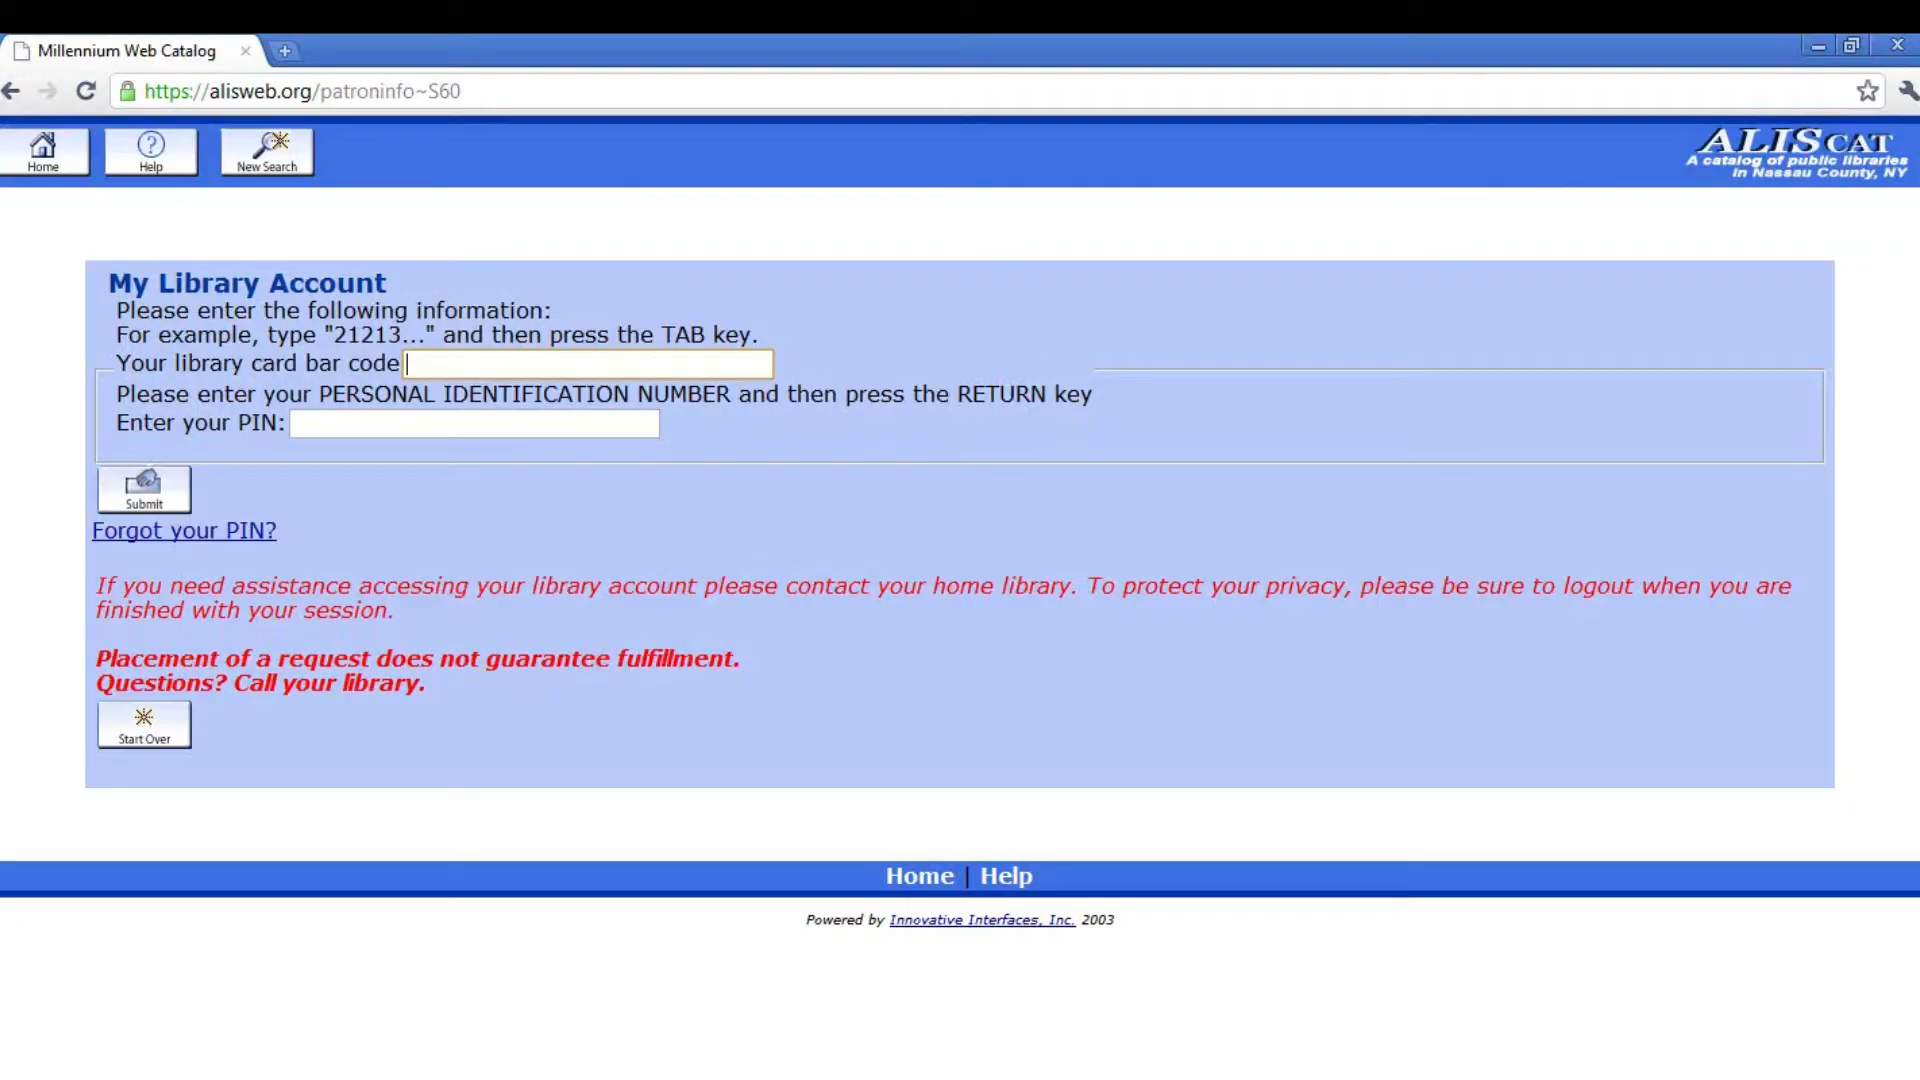 Millennium Web Catalog
https://alisweb.org/patroninfo~S60
Home
Help
New Search
ALISCAT
A catalog of public libraries
in Nassau County, NY
My Library Account
Please enter the following information:
For example, type "21213..." and then press the TAB key.
Your library card bar code
Please enter your PERSONAL IDENTIFICATION NUMBER and then press the RETURN key
Enter your PIN:
Submit
Forgot your PIN?
If you need assistance accessing your library account please contact your home library. To protect your privacy, please be sure to logout when you are
finished with your session.
Placement of a request does not guarantee fulfillment.
Questions? Call your library.
Start Over
Home | Help
Powered by Innovative Interfaces, Inc. 2003